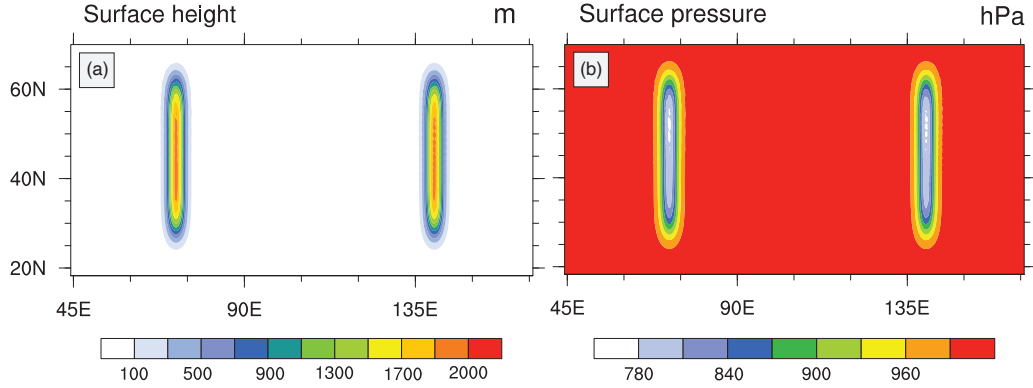 Surface height m
(a)
60N
40N
20N
45E 90E 135E
100 500 900 1300 1700 2000
Surface pressure hPa
(b)
45E 90E 135E
780 840 900 960